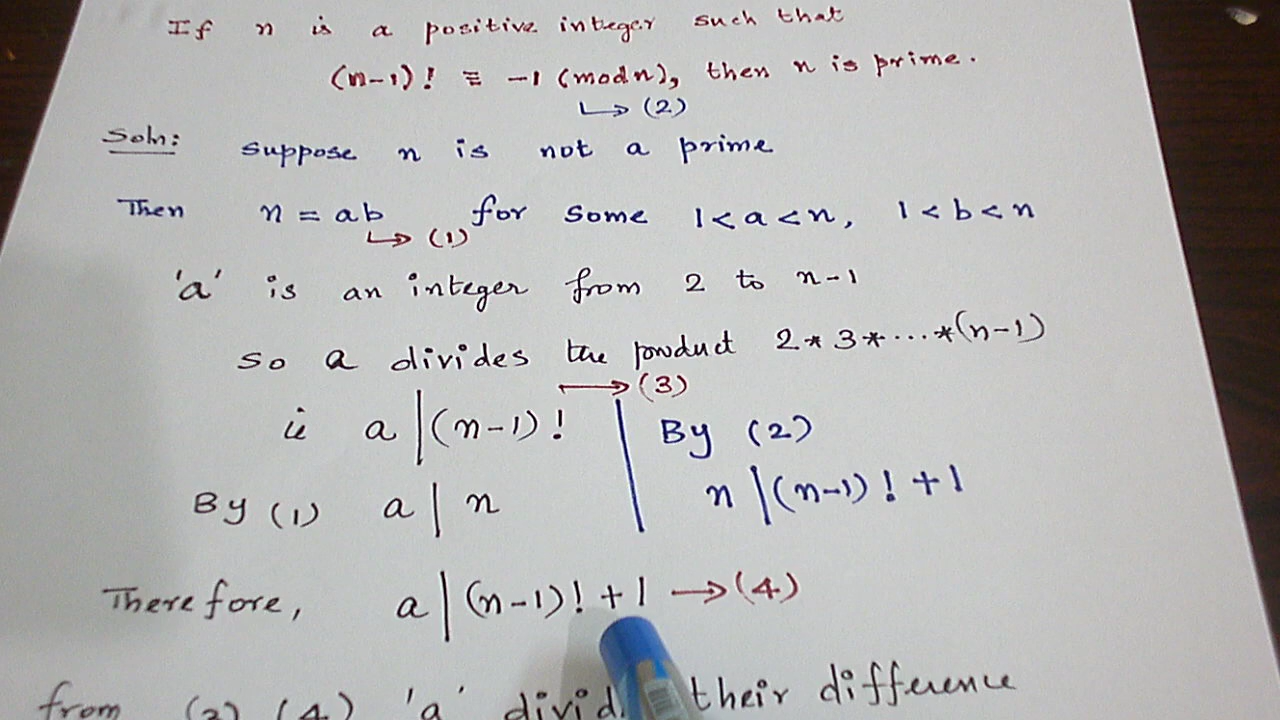 If n is a positive integer such that
(n-1)! ≡ -1 (mod n), then n is prime.
↳ (2)
Soln: suppose n is not a prime
Then n = ab for some 1 < a < n, 1 < b < n
↳ (1)
'a' is an integer from 2 to n-1
so a divides the product 2 * 3 * .... * (n-1)
⟶ (3)
ie a | (n-1)! By (2)
By (1) a | n n | (n-1)! + 1
Therefore, a | (n-1)! + 1 → (4)
from (4) 'a' their difference